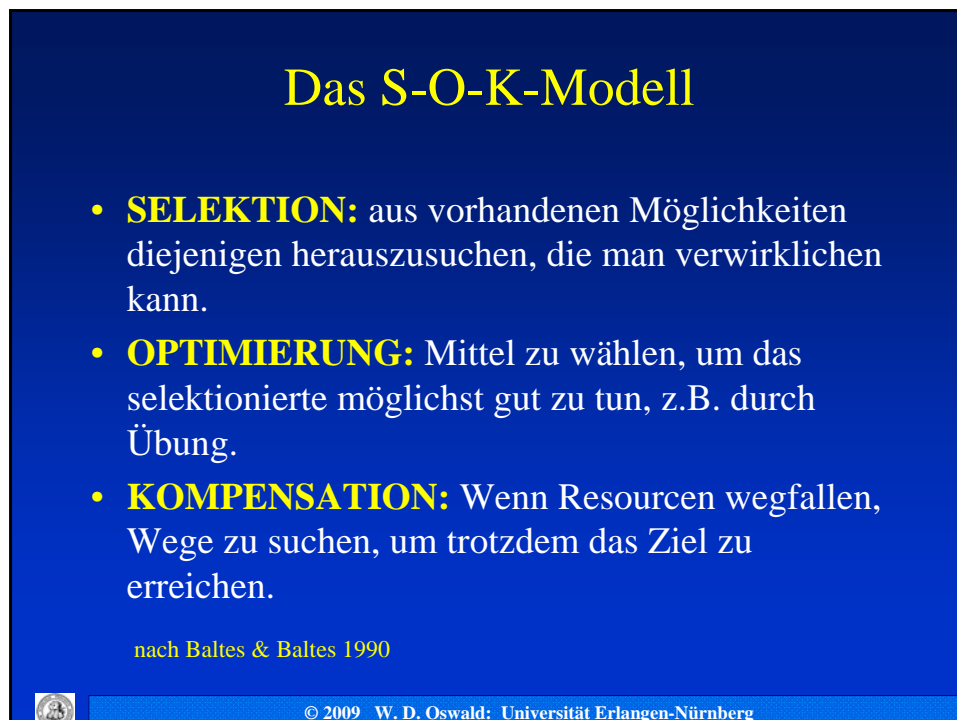 Das S-O-K-Modell
• SELEKTION: aus vorhandenen Möglichkeiten
diejenigen herauszusuchen, die man verwirklichen
kann.
• OPTIMIERUNG: Mittel zu wählen, um das
selektionierte möglichst gut zu tun, z.B. durch
Übung.
• KOMPENSATION: Wenn Resourcen wegfallen,
Wege zu suchen, um trotzdem das Ziel zu
erreichen.
nach Baltes & Baltes 1990
© 2009 W. D. Oswald: Universität Erlangen-Nürnberg